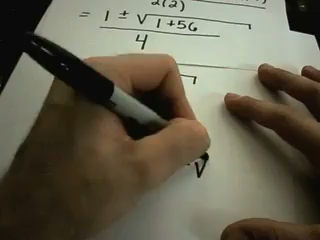 2(2)
= 1 ± √1+56
4
√